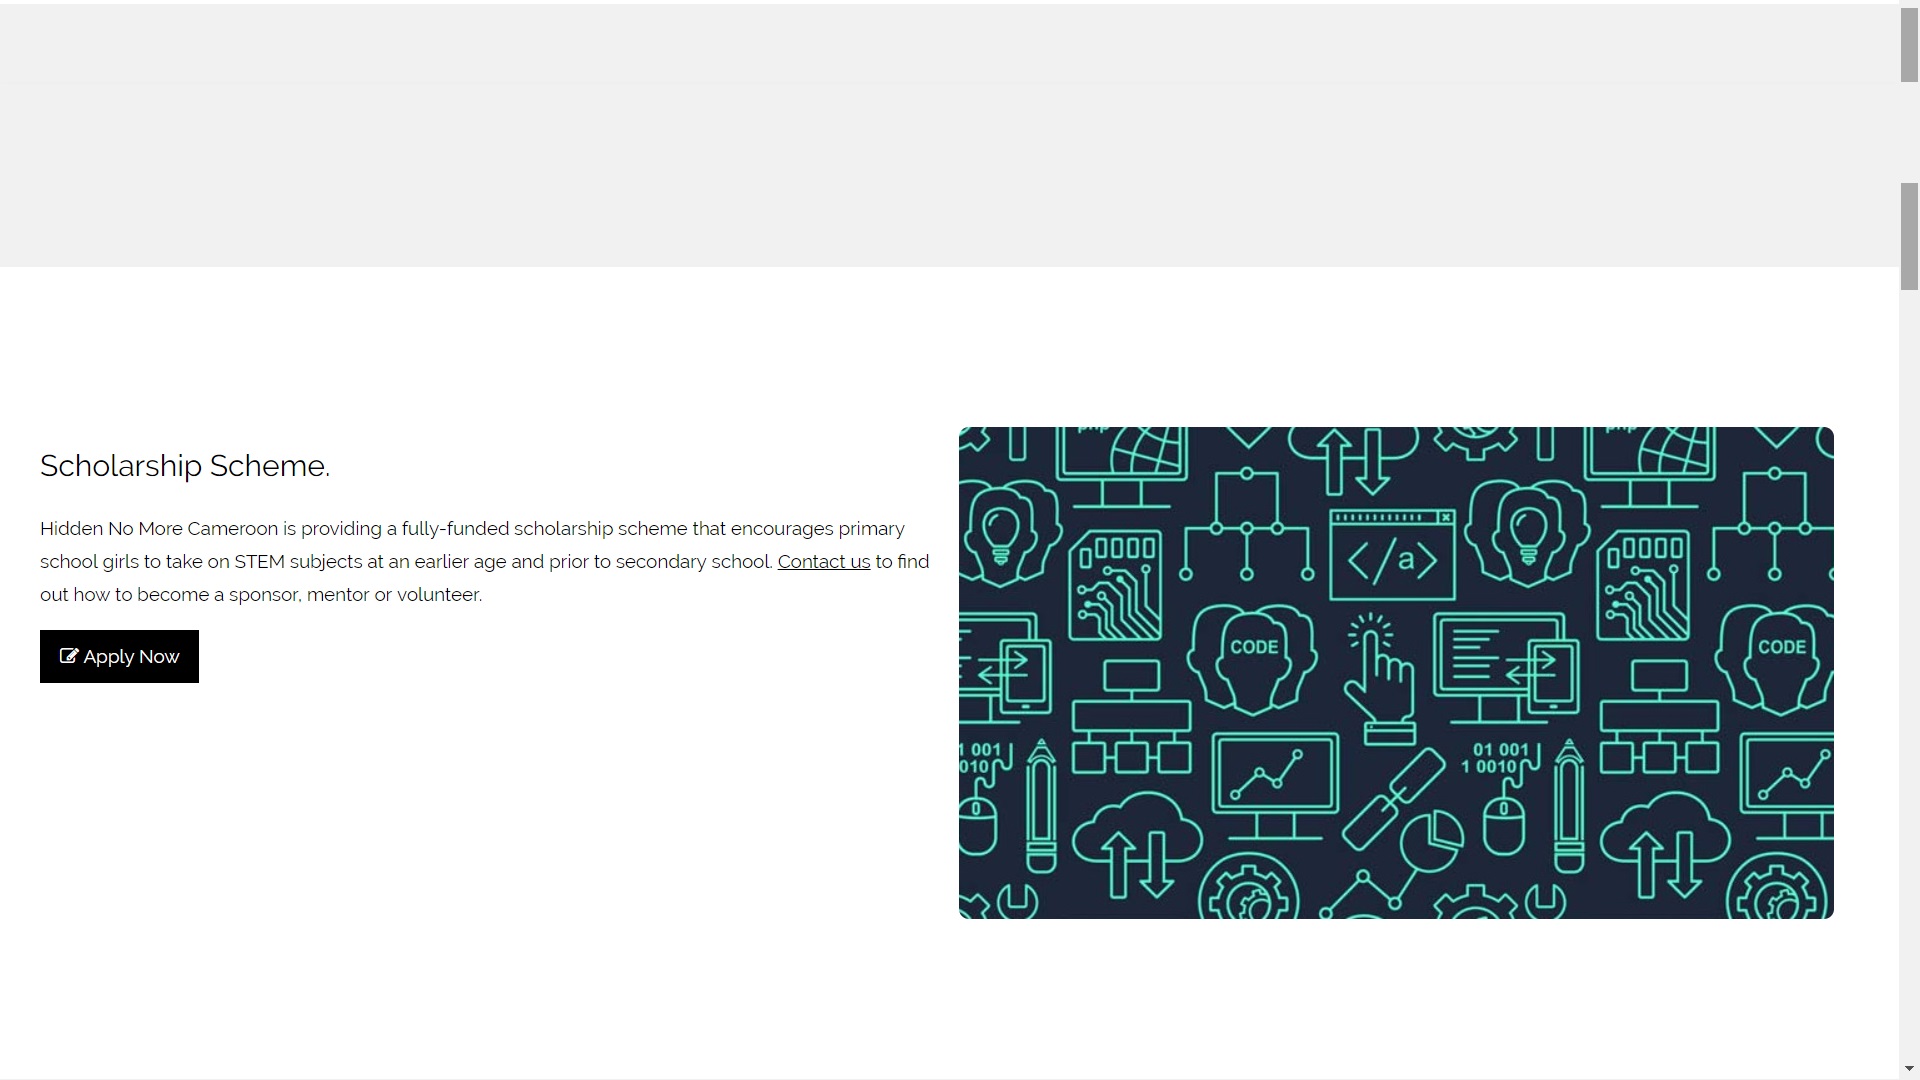 Scholarship Scheme.
Hidden No More Cameroon is providing a fully-funded scholarship scheme that encourages primary
school girls to take on STEM subjects at an earlier age and prior to secondary school. Contact us to find
out how to become a sponsor, mentor or volunteer.
Apply Now
php
php
</a>
CODE
CODE
1 001
010
01 001
1 0010